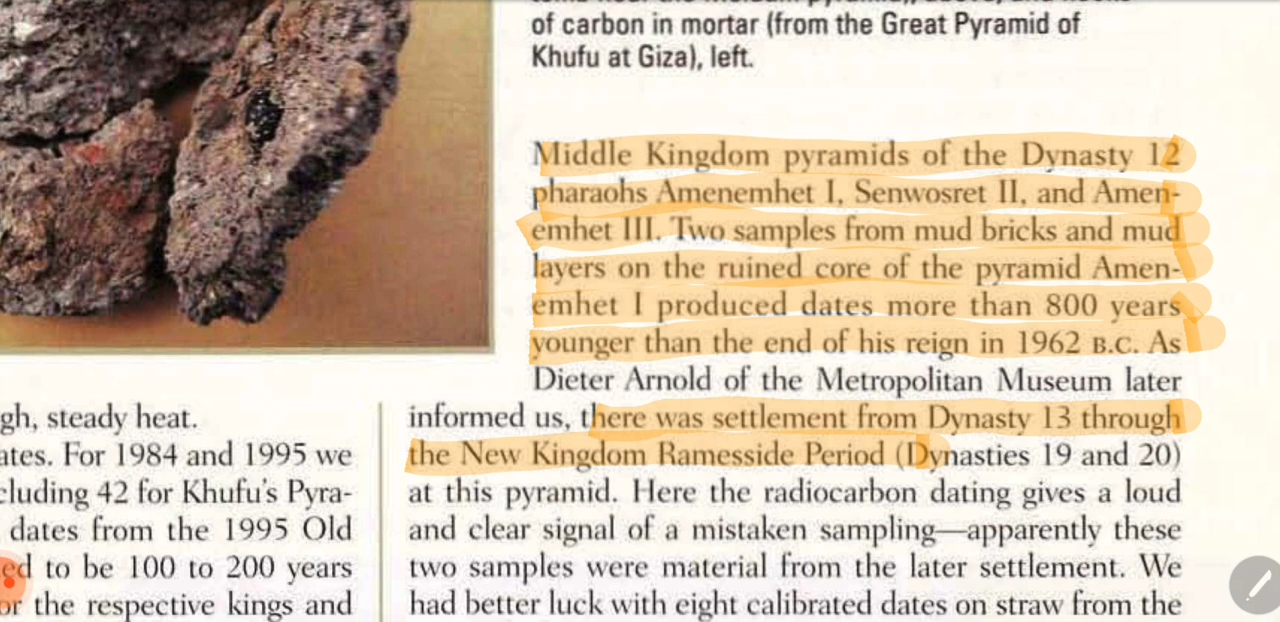 of carbon in mortar (from the Great Pyramid of
Khufu at Giza), left.
gh, steady heat.
ates. For 1984 and 1995 we
cluding 42 for Khufu's Pyra-
dates from the 1995 Old
ed to be 100 to 200 years
or the respective kings and
Middle Kingdom pyramids of the Dynasty 12
pharaohs Amenemhet I, Senwosret II, and Amen-
emhet III. Two samples from mud bricks and mud
layers on the ruined core of the pyramid Amen-
emhet I produced dates more than 800 years
younger than the end of his reign in 1962 B.C. As
Dieter Arnold of the Metropolitan Museum later
informed us, there was settlement from Dynasty 13 through
the New Kingdom Ramesside Period (Dynasties 19 and 20)
at this pyramid. Here the radiocarbon dating gives a loud
and clear signal of a mistaken sampling—apparently these
two samples were material from the later settlement. We
had better luck with eight calibrated dates on straw from the